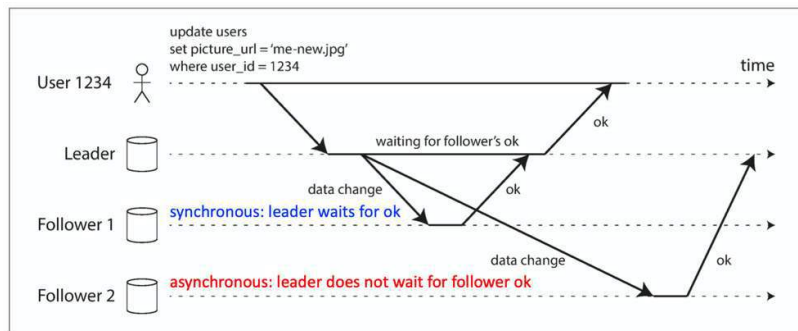 update users
set picture_url = ‘me-new.jpg’
where user_id = 1234
User 1234
time
ok
Leader
waiting for follower’s ok
data change
ok
Follower 1
synchronous: leader waits for ok
data change
ok
Follower 2
asynchronous: leader does not wait for follower ok